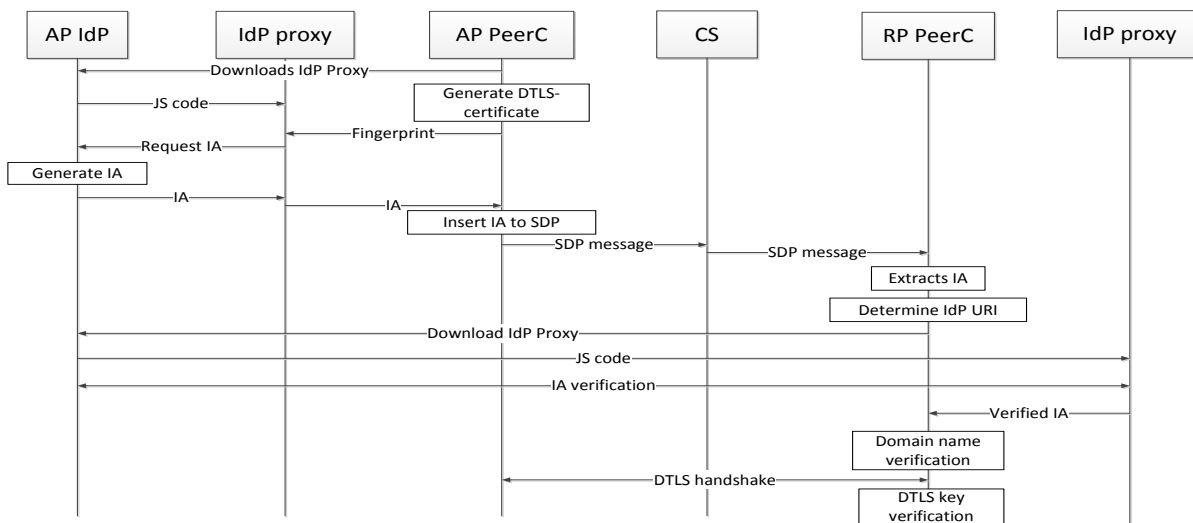 AP IdP
IdP proxy
AP PeerC
CS
RP PeerC
IdP proxy
Downloads IdP Proxy
Generate DTLS-
certificate
JS code
Fingerprint
Request IA
Generate IA
IA
IA
Insert IA to SDP
SDP message
SDP message
Extracts IA
Determine IdP URI
Download IdP Proxy
JS code
IA verification
Verified IA
Domain name
verification
DTLS handshake
DTLS key
verification